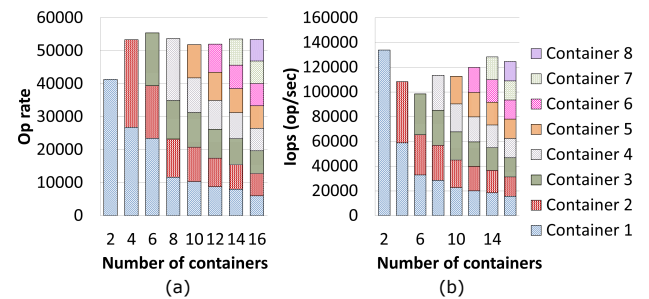 60000
50000
40000
30000
20000
10000
0
Op rate
2 4 6 8 10 12 14 16
Number of containers
(a)
160000
140000
120000
100000
80000
60000
40000
20000
0
Iops (op/sec)
2 6 10 14
Number of containers
(b)
Container 8
Container 7
Container 6
Container 5
Container 4
Container 3
Container 2
Container 1